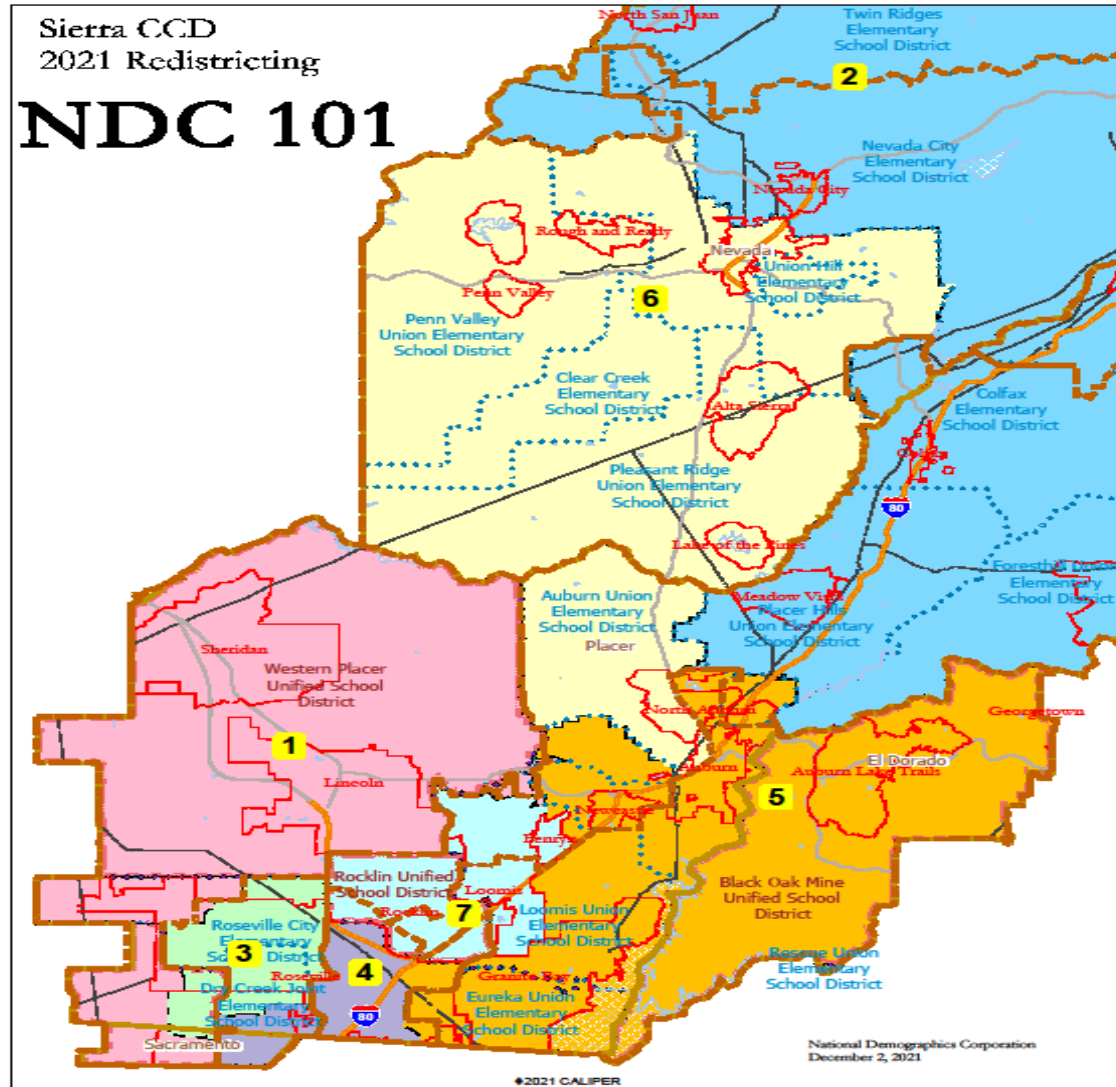 Sierra CCD
2021 Redistricting
NDC 101
North San Juan
Twin Ridges
Elementary
School District
2
Nevada City
Elementary
School District
Nevada City
Rough and Ready
Nevada
Union Hill
Elementary
School District
Penn Valley
6
Penn Valley
Union Elementary
School District
Clear Creek
Elementary
School District
Alta Sierra
Colfax
Elementary
School District
Pleasant Ridge
Union Elementary
School District
80
Lake of the Pines
Foresthill Union
Elementary
School District
Meadow Vista
Placer Hills
Union Elementary
School District
Auburn Union
Elementary
School District
Placer
Sheridan
Western Placer
Unified School
District
North Auburn
Georgetown
1
Lincoln
Auburn
El Dorado
Auburn Lake Trails
5
Newcastle
Penryn
Rocklin Unified
School District
Loomis
Rocklin
7
Black Oak Mine
Unified School
District
Loomis Union
Elementary
School District
Roseville City
Elementary
School District
3
Roseville
4
Granite Bay
Rescue Union
Elementary
School District
Dry Creek Joint
Elementary
School District
Eureka Union
Elementary
School District
80
Sacramento
National Demographics Corporation
December 2, 2021
©2021 CALIPER